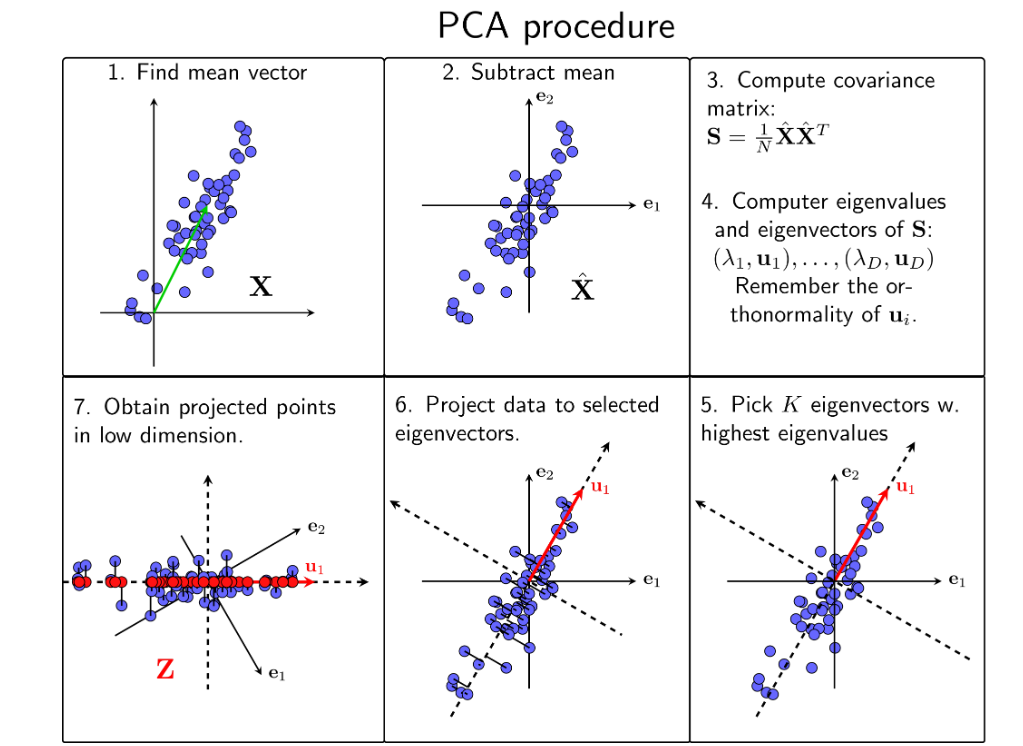 PCA procedure
1. Find mean vector
X
2. Subtract mean
e₂
e₁
X̂
3. Compute covariance
matrix:
S = 1/N X̂X̂ᵀ
4. Computer eigenvalues
and eigenvectors of S:
(λ₁, u₁), . . . , (λ_D, u_D)
Remember the or-
thonormality of uᵢ.
5. Pick K eigenvectors w.
highest eigenvalues
e₂
u₁
e₁
6. Project data to selected
eigenvectors.
e₂
u₁
e₁
7. Obtain projected points
in low dimension.
e₂
u₁
Z
e₁